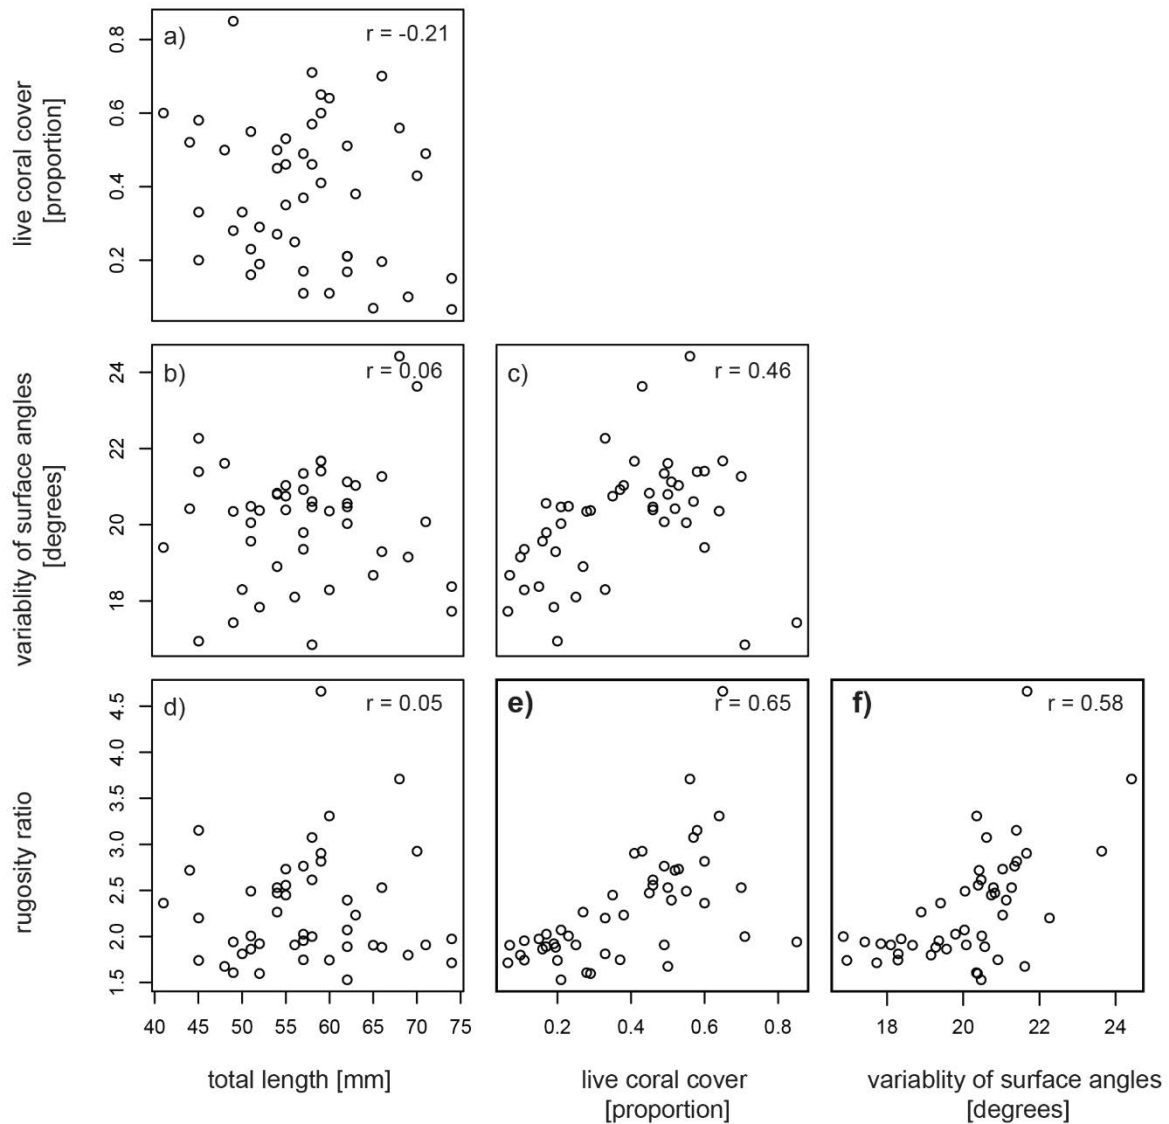 live coral cover
[proportion]
0.2 0.4 0.6 0.8
a)
r = -0.21
variablity of surface angles
[degrees]
18 20 22 24
b)
r = 0.06
c)
r = 0.46
rugosity ratio
1.5 2.0 2.5 3.0 3.5 4.0 4.5
d)
r = 0.05
e)
r = 0.65
f)
r = 0.58
40 45 50 55 60 65 70 75
0.2 0.4 0.6 0.8
18 20 22 24
total length [mm]
live coral cover
[proportion]
variablity of surface angles
[degrees]